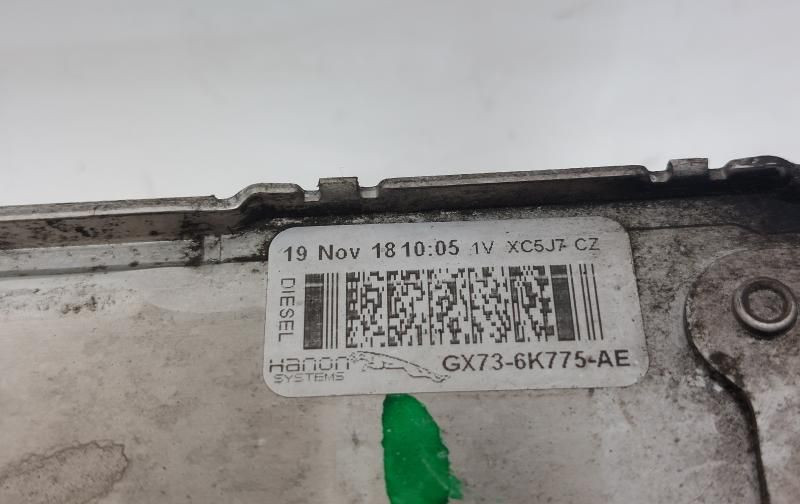 19 Nov 18 10:05 1V XC5J7 CZ
DIESEL
Hanon
SYSTEMS
GX73-6K775-AE